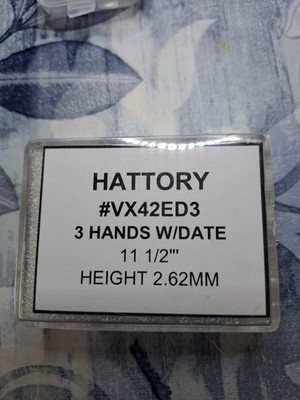 HATTORY
#VX42ED3
3 HANDS W/DATE
11 1/2"'
HEIGHT 2.62MM